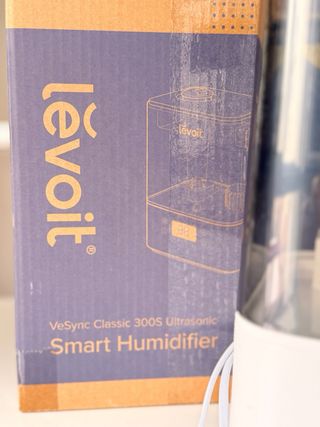 levoit®
levoit
VeSync Classic 300S Ultrasonic
Smart Humidifier